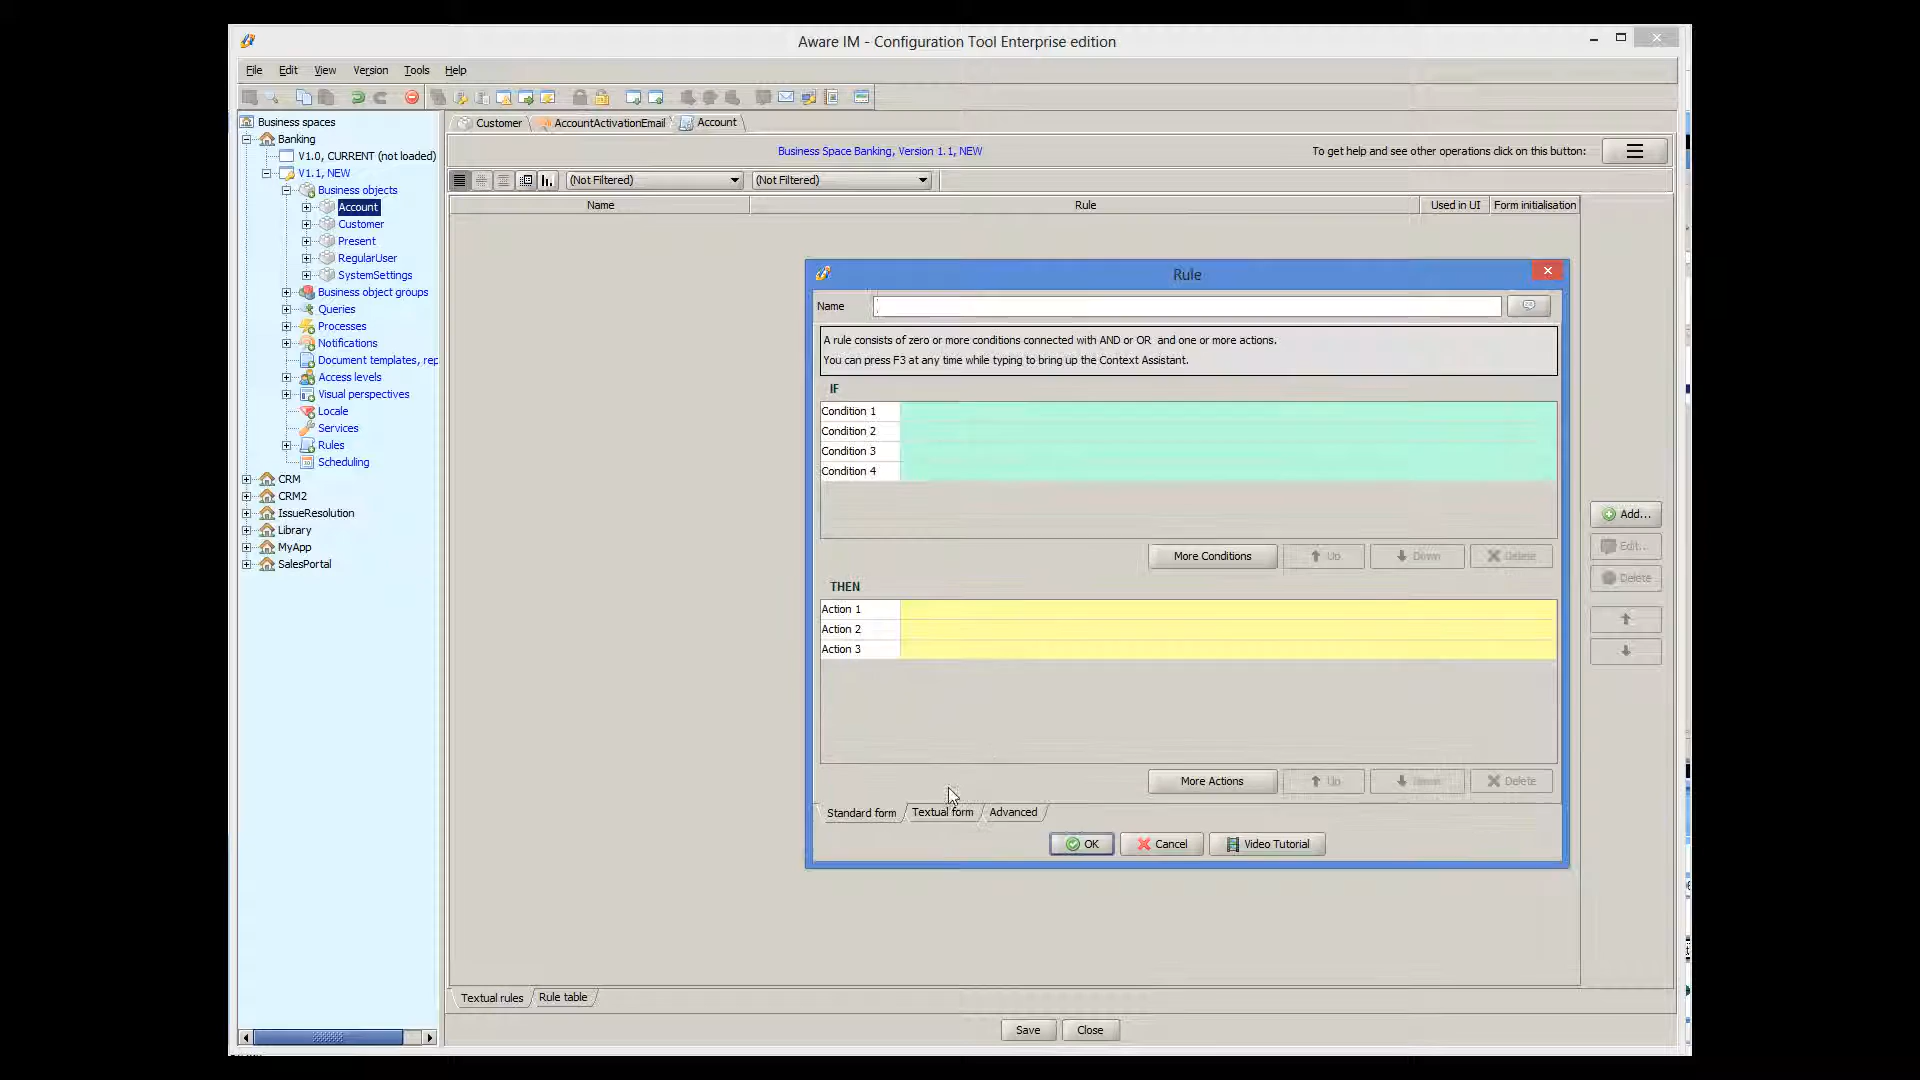 Aware IM - Configuration Tool Enterprise edition
File Edit View Version Tools Help
Business spaces
Banking
V1.0, CURRENT (not loaded)
V1.1, NEW
Business objects
Account
Customer
Present
RegularUser
SystemSettings
Business object groups
Queries
Processes
Notifications
Document templates, rep
Access levels
Visual perspectives
Locale
Services
Rules
Scheduling
CRM
CRM2
IssueResolution
Library
MyApp
SalesPortal
Customer AccountActivationEmail Account
Business Space Banking, Version 1.1, NEW
To get help and see other operations click on this button:
(Not Filtered) (Not Filtered)
Name Rule Used in UI Form initialisation
Rule
Name
A rule consists of zero or more conditions connected with AND or OR and one or more actions.
You can press F3 at any time while typing to bring up the Context Assistant.
IF
Condition 1
Condition 2
Condition 3
Condition 4
More Conditions Up Down Delete
THEN
Action 1
Action 2
Action 3
More Actions Up Down Delete
Standard form Textual form Advanced
OK Cancel Video Tutorial
Add...
Edit...
Delete
Textual rules Rule table
Save Close